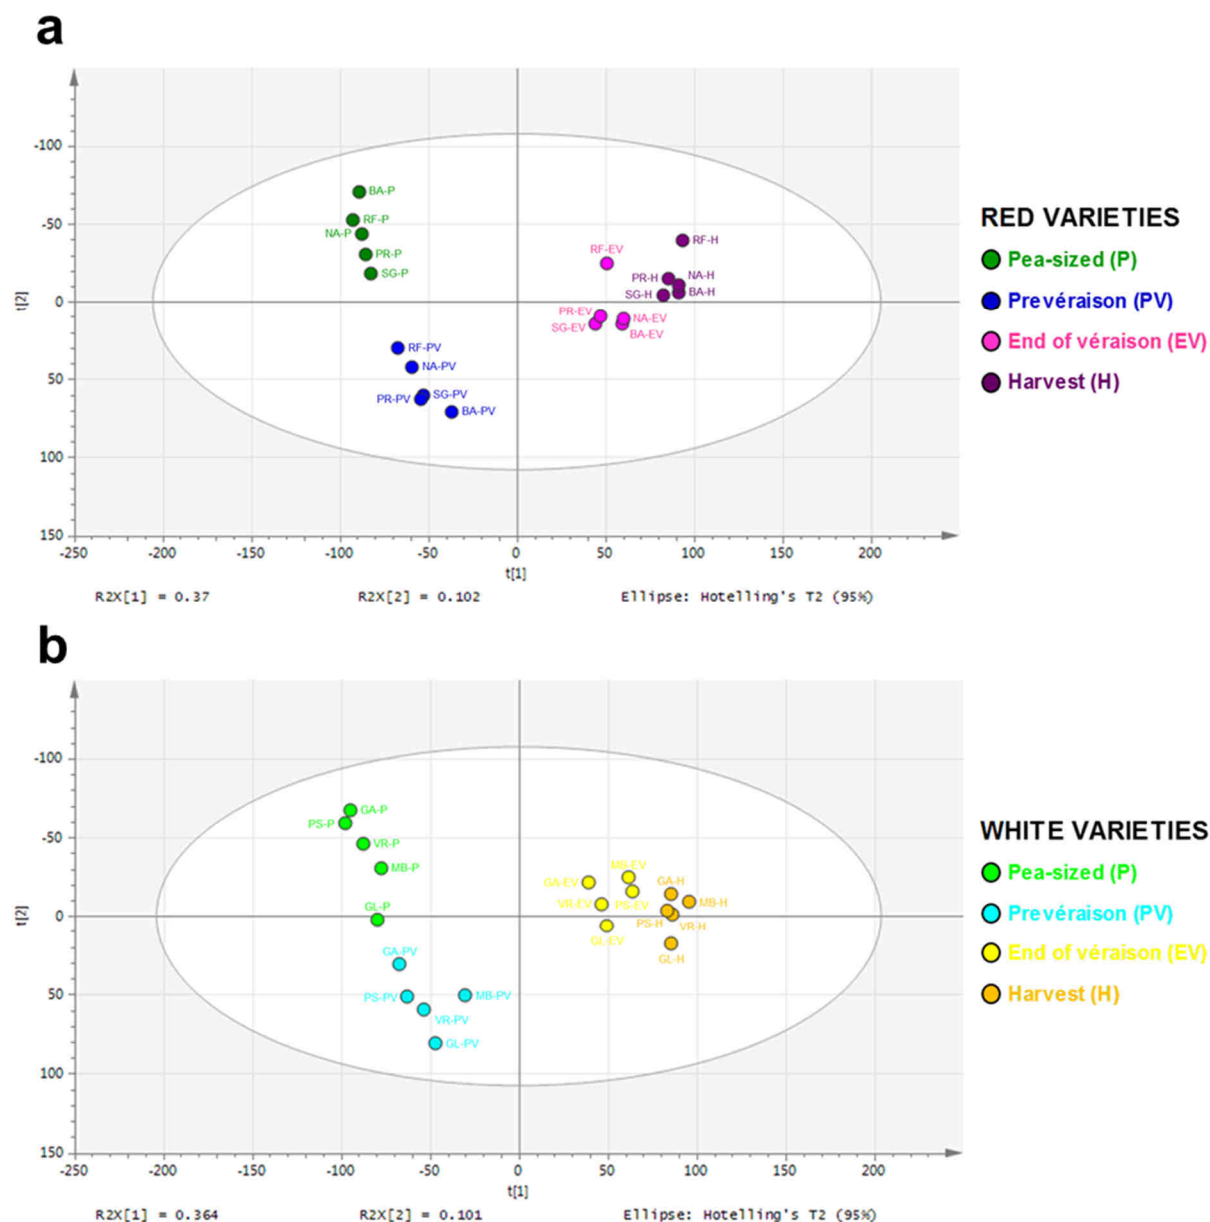 a
-100
-50
0
50
100
150
t[2]
BA-P
RF-P
NA-P
PR-P
SG-P
RF-PV
NA-PV
SG-PV
PR-PV
BA-PV
RF-EV
PR-EV
SG-EV
NA-EV
BA-EV
RF-H
PR-H
NA-H
SG-H
BA-H
-250 -200 -150 -100 -50 0 50 100 150 200
t[1]
R2X[1] = 0.37 R2X[2] = 0.102 Ellipse: Hotelling's T2 (95%)
RED VARIETIES
Pea-sized (P)
Prevéraison (PV)
End of véraison (EV)
Harvest (H)
b
-100
-50
0
50
100
150
t[2]
GA-P
PS-P
VR-P
MB-P
GL-P
GA-PV
PS-PV
MB-PV
VR-PV
GL-PV
MB-EV
GA-EV
VR-EV
PS-EV
GL-EV
GA-H
MB-H
PS-H
VR-H
GL-H
-250 -200 -150 -100 -50 0 50 100 150 200
t[1]
R2X[1] = 0.364 R2X[2] = 0.101 Ellipse: Hotelling's T2 (95%)
WHITE VARIETIES
Pea-sized (P)
Prevéraison (PV)
End of véraison (EV)
Harvest (H)